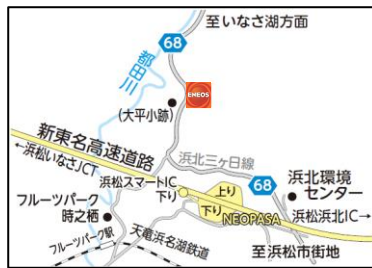 至いなさ湖方面
68
都田川
ENEOS
(大平小跡)
新東名高速道路
←浜松いなさJCT
浜北三ヶ日線
浜松スマートIC
下り
上り
下り
NEOPASA
68
浜北環境
センター
浜松浜北IC→
フルーツパーク
時之栖
フルーツパーク駅
天竜浜名湖鉄道
至浜松市街地